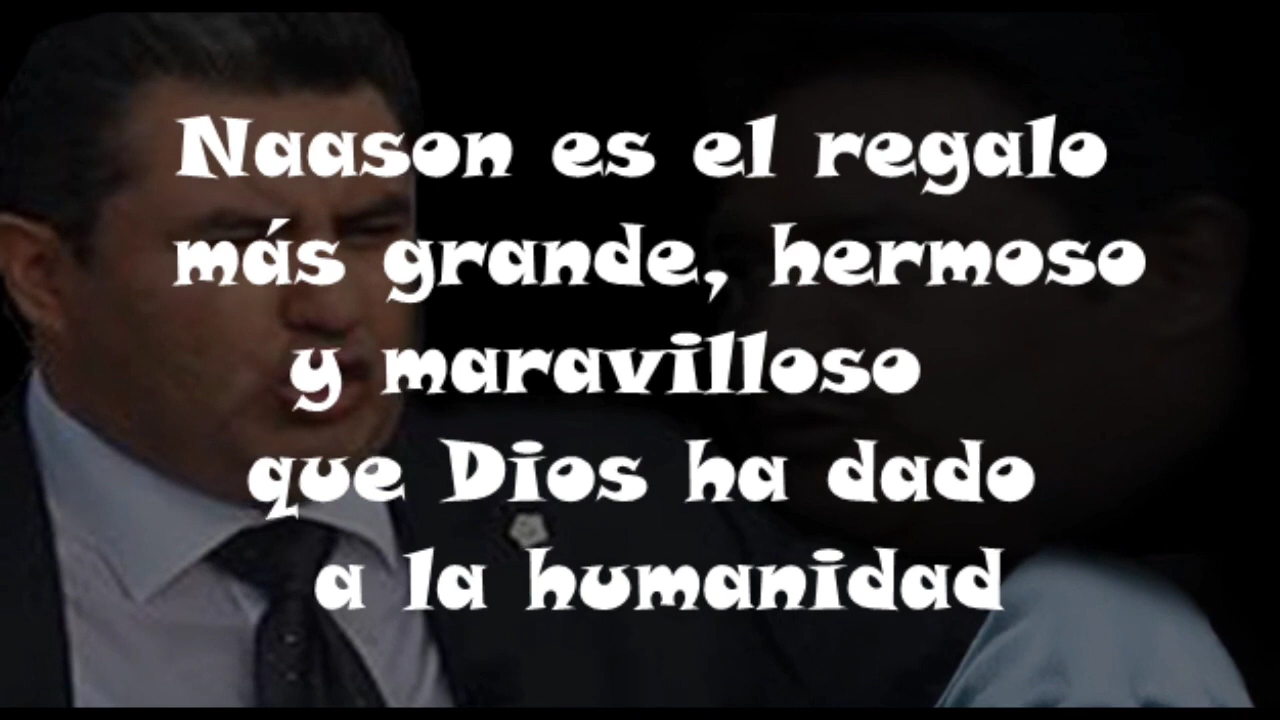 Naason es el regalo
más grande, hermoso
y maravilloso
que Dios ha dado
a la humanidad